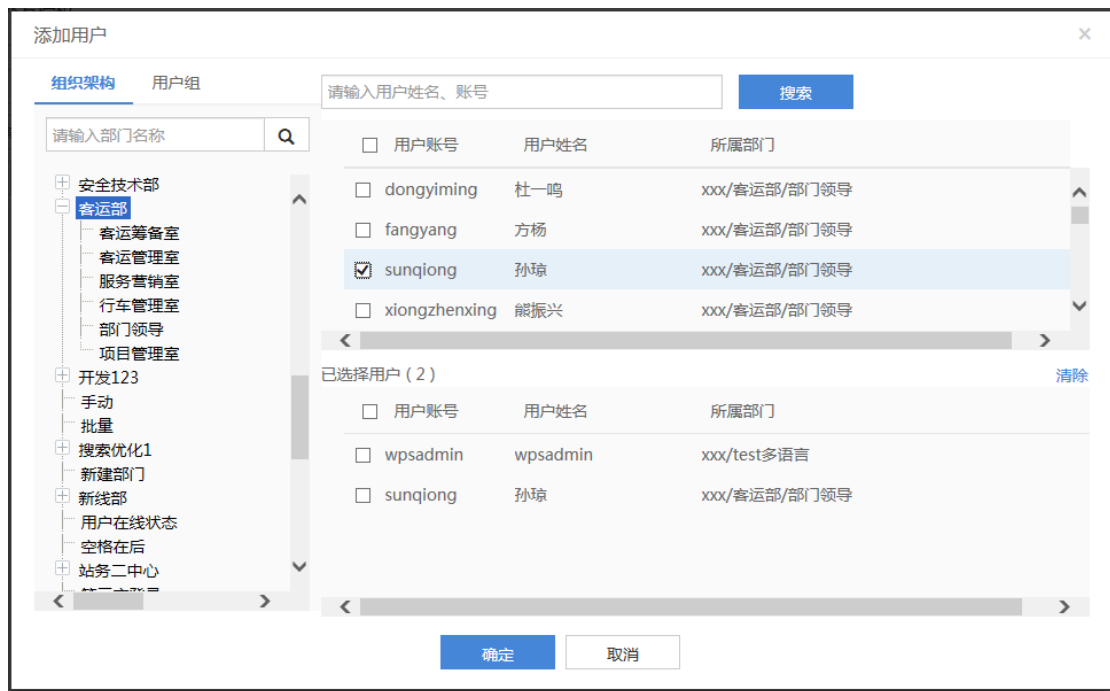 添加用户
组织架构 用户组
请输入部门名称
安全技术部
客运部
客运筹备室
客运管理室
服务营销室
行车管理室
部门领导
项目管理室
开发123
手动
批量
搜索优化1
新建部门
新线部
用户在线状态
空格在后
站务二中心
请输入用户姓名、账号 搜索
用户账号 用户姓名 所属部门
dongyiming 杜一鸣 xxx/客运部/部门领导
fangyang 方杨 xxx/客运部/部门领导
sunqiong 孙琼 xxx/客运部/部门领导
xiongzhenxing 熊振兴 xxx/客运部/部门领导
已选择用户 ( 2 ) 清除
用户账号 用户姓名 所属部门
wpsadmin wpsadmin xxx/test多语言
sunqiong 孙琼 xxx/客运部/部门领导
确定 取消